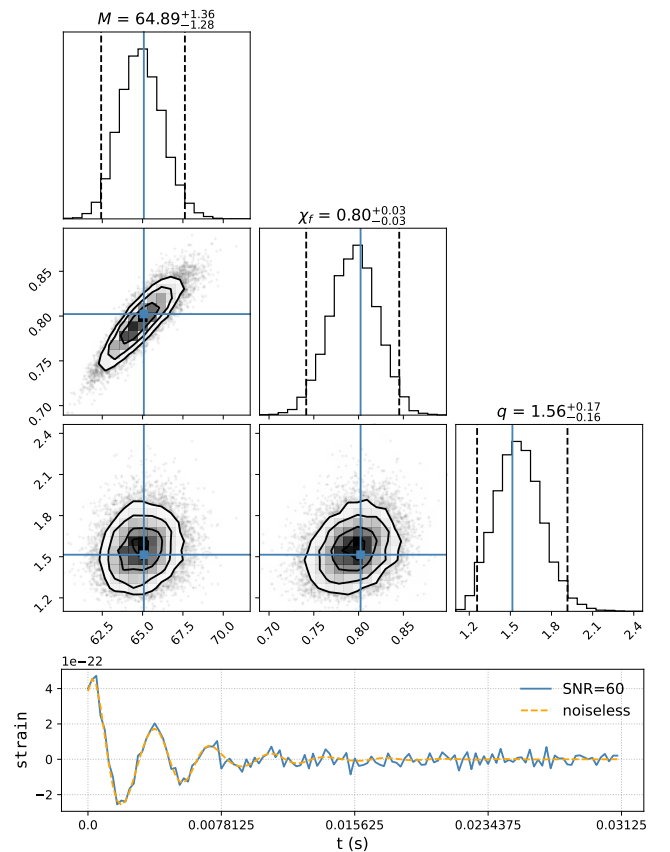 M = 64.89^{+1.36}_{-1.28}
χ_f = 0.80^{+0.03}_{-0.03}
0.85
0.80
0.75
0.70
q = 1.56^{+0.17}_{-0.16}
2.4
2.1
1.8
1.5
1.2
62.5 65.0 67.5 70.0
0.70 0.75 0.80 0.85
1.2 1.5 1.8 2.1 2.4
1e−22
4
2
0
−2
strain
SNR=60
noiseless
0.0 0.0078125 0.015625 0.0234375 0.03125
t (s)